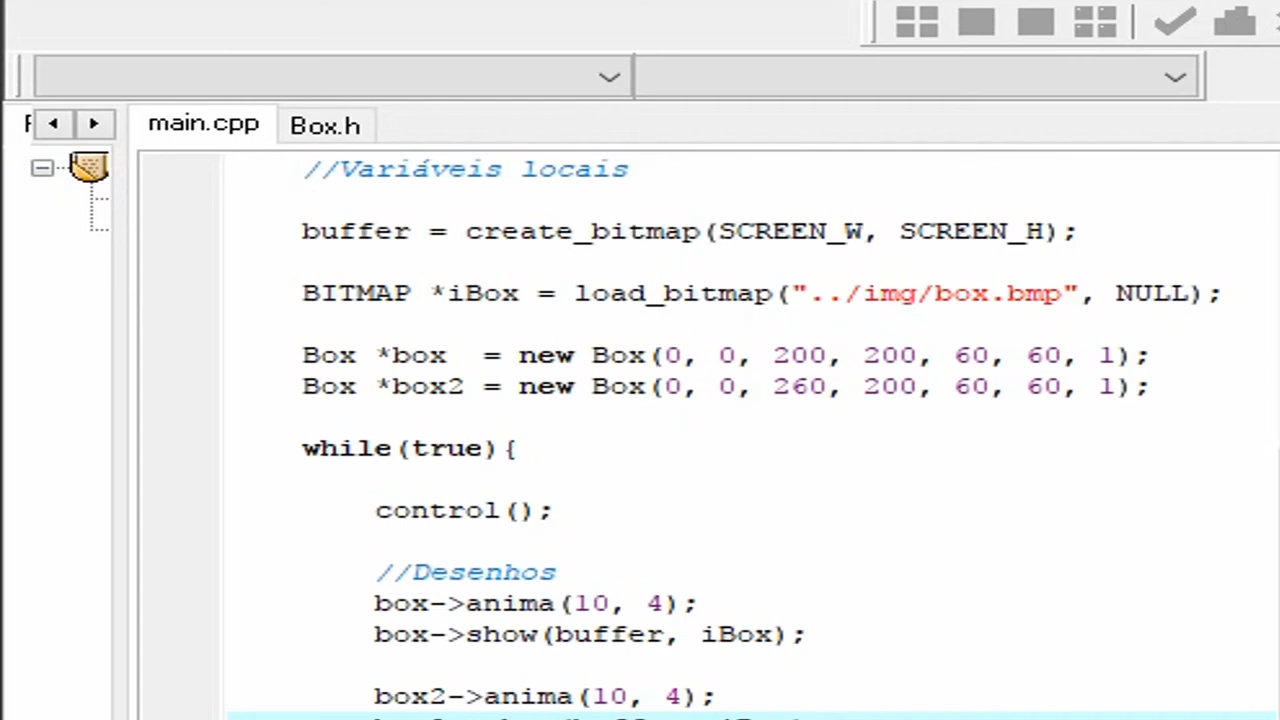 main.cpp
Box.h
//Variáveis locais
buffer = create_bitmap(SCREEN_W, SCREEN_H);
BITMAP *iBox = load_bitmap("../img/box.bmp", NULL);
Box *box  = new Box(0, 0, 200, 200, 60, 60, 1);
Box *box2 = new Box(0, 0, 260, 200, 60, 60, 1);
while(true){
control();
//Desenhos
box->anima(10, 4);
box->show(buffer, iBox);
box2->anima(10, 4);